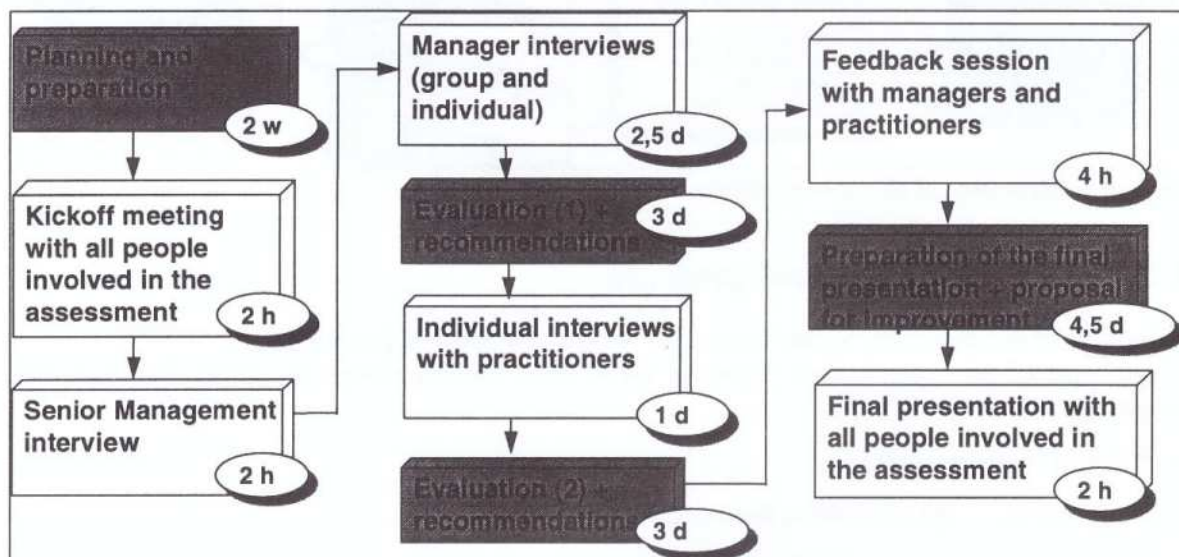 Planning and
preparation
2 w
Kickoff meeting
with all people
involved in the
assessment
2 h
Senior Management
interview
2 h
Manager interviews
(group and
individual)
2,5 d
Evaluation (1) +
recommendations
3 d
Individual interviews
with practitioners
1 d
Evaluation (2) +
recommendations
3 d
Feedback session
with managers and
practitioners
4 h
Preparation of the final
presentation + proposal
for improvement
4,5 d
Final presentation with
all people involved in
the assessment
2 h